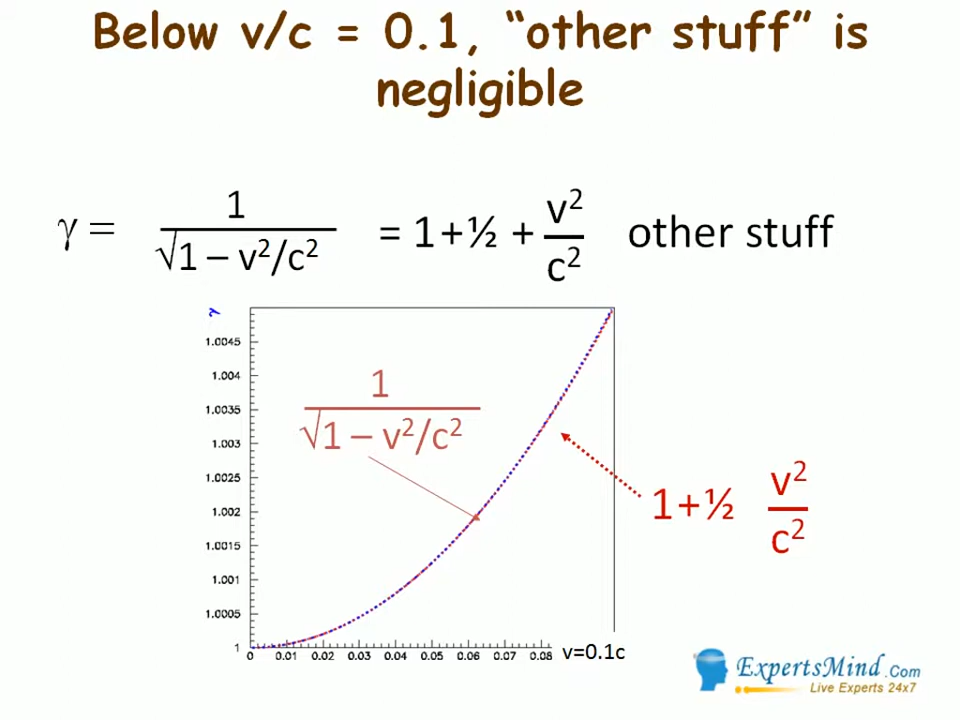 Below v/c = 0.1, “other stuff” is
negligible
γ = 1 / √1 – v²/c² = 1+½ + v²/c² other stuff
γ
1.0045
1.004
1.0035
1.003
1.0025
1.002
1.0015
1.001
1.0005
1
1 / √1 – v²/c²
1+½ v²/c²
0 0.01 0.02 0.03 0.04 0.05 0.06 0.07 0.08 v=0.1c
ExpertsMind.Com
Live Experts 24x7